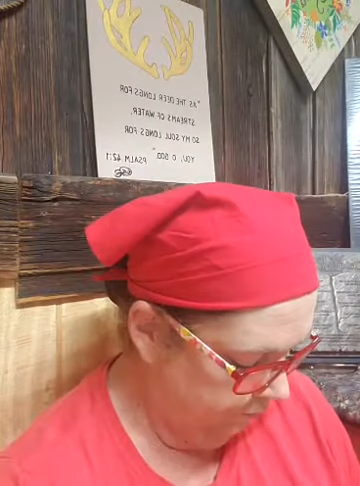 "AS THE DEER LONGS FOR
STREAMS OF WATER,
SO MY SOUL LONGS FOR
YOU, O GOD."
PSALM 42:1